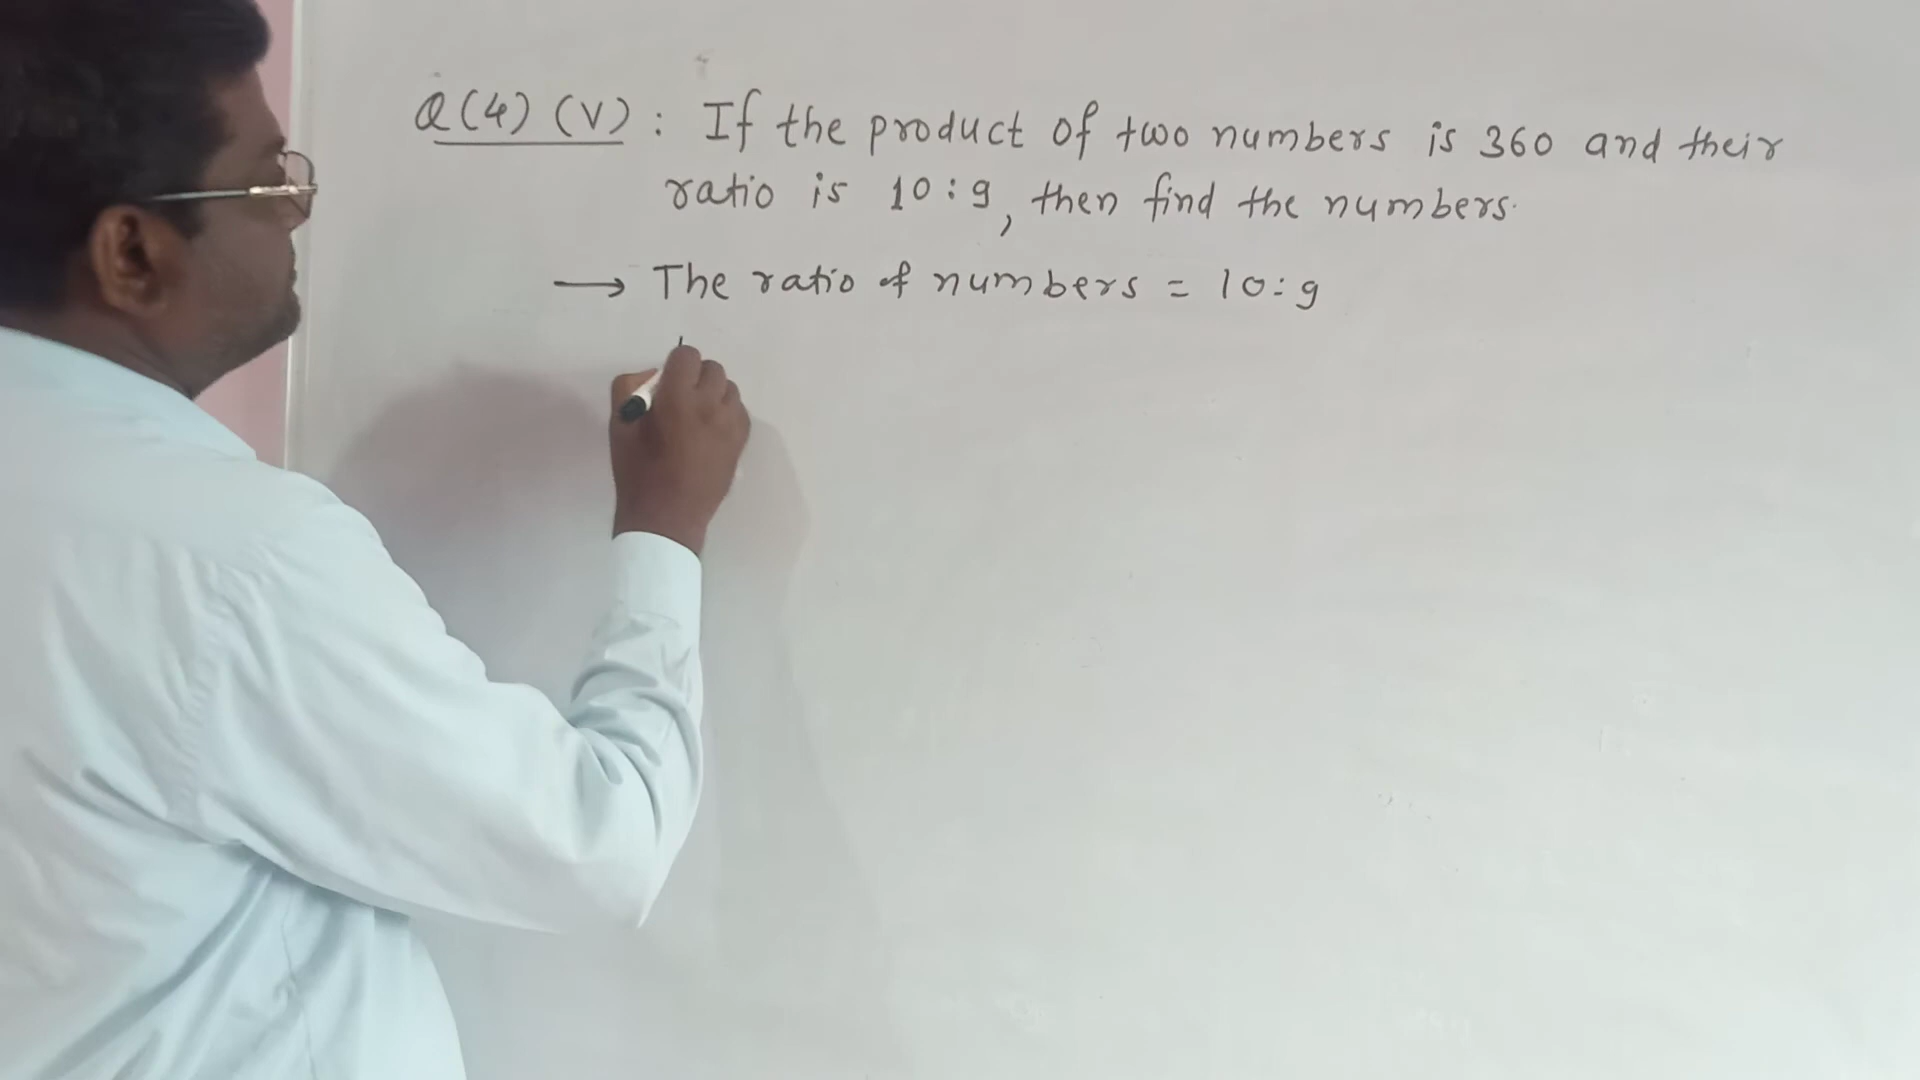 Q(4) (V) : If the product of two numbers is 360 and their
ratio is 10:9, then find the numbers.
→ The ratio of numbers = 10:9